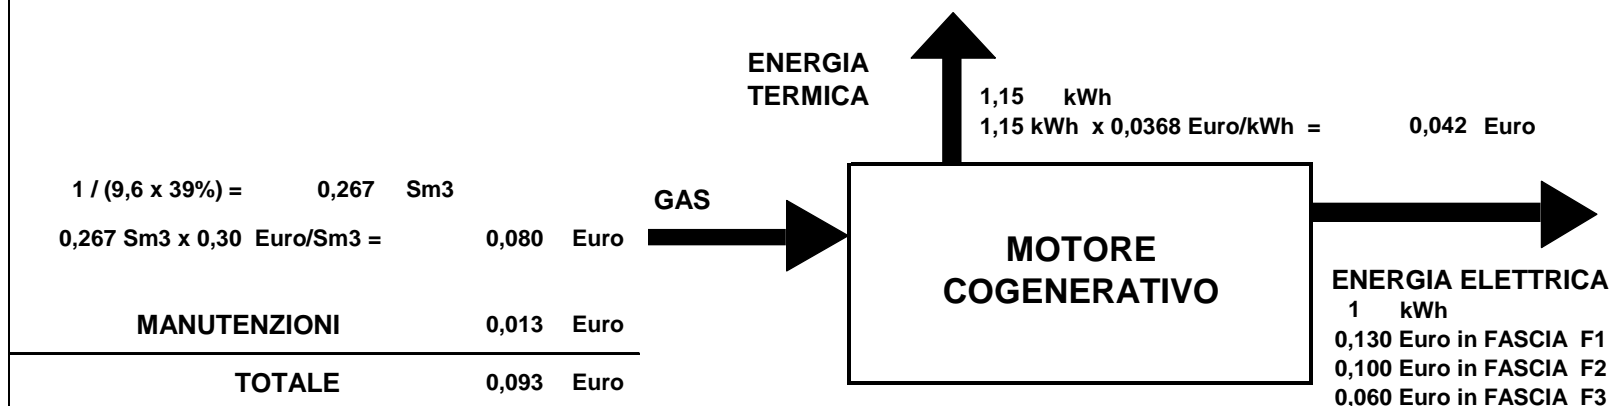 ENERGIA
TERMICA
1,15 kWh
1,15 kWh x 0,0368 Euro/kWh = 0,042 Euro
1 / (9,6 x 39%) = 0,267 Sm3
0,267 Sm3 x 0,30 Euro/Sm3 = 0,080 Euro
GAS
MANUTENZIONI 0,013 Euro
TOTALE 0,093 Euro
MOTORE
COGENERATIVO
ENERGIA ELETTRICA
1 kWh
0,130 Euro in FASCIA F1
0,100 Euro in FASCIA F2
0,060 Euro in FASCIA F3